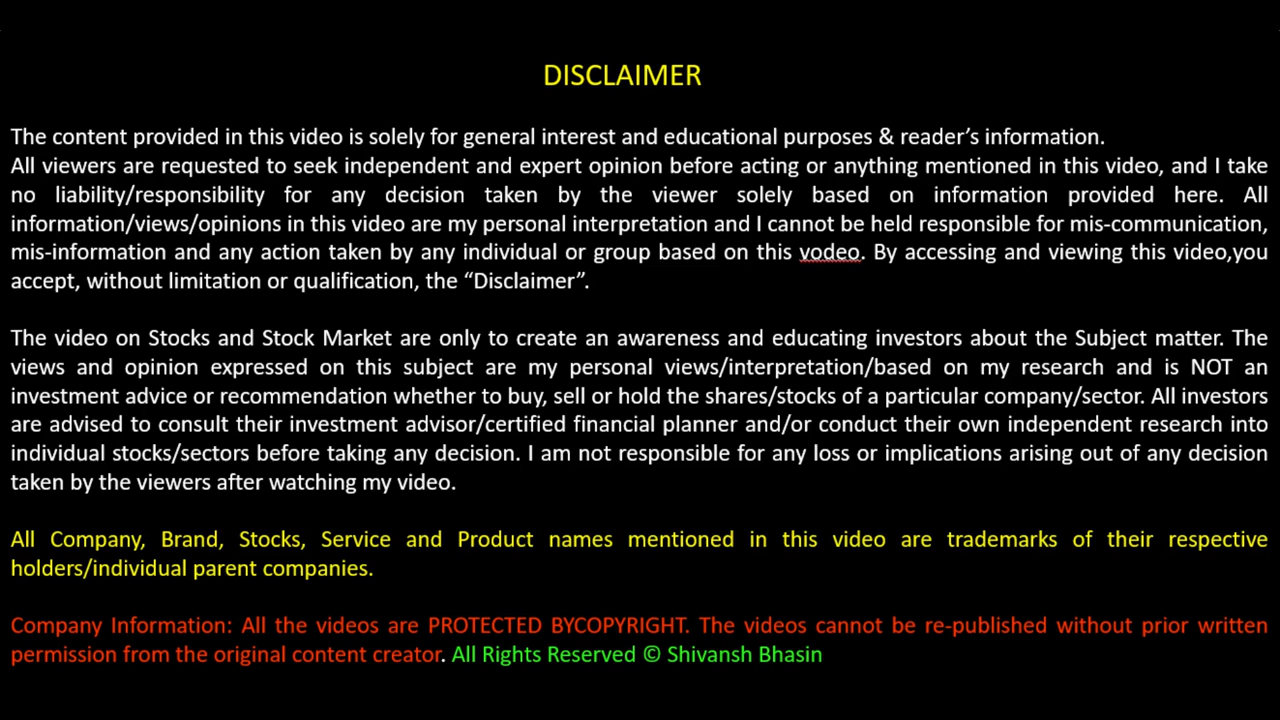 DISCLAIMER
The content provided in this video is solely for general interest and educational purposes & reader’s information.
All viewers are requested to seek independent and expert opinion before acting or anything mentioned in this video, and I take
no liability/responsibility for any decision taken by the viewer solely based on information provided here. All
information/views/opinions in this video are my personal interpretation and I cannot be held responsible for mis-communication,
mis-information and any action taken by any individual or group based on this vodeo. By accessing and viewing this video,you
accept, without limitation or qualification, the “Disclaimer”.
The video on Stocks and Stock Market are only to create an awareness and educating investors about the Subject matter. The
views and opinion expressed on this subject are my personal views/interpretation/based on my research and is NOT an
investment advice or recommendation whether to buy, sell or hold the shares/stocks of a particular company/sector. All investors
are advised to consult their investment advisor/certified financial planner and/or conduct their own independent research into
individual stocks/sectors before taking any decision. I am not responsible for any loss or implications arising out of any decision
taken by the viewers after watching my video.
All Company, Brand, Stocks, Service and Product names mentioned in this video are trademarks of their respective
holders/individual parent companies.
Company Information: All the videos are PROTECTED BYCOPYRIGHT. The videos cannot be re-published without prior written
permission from the original content creator. All Rights Reserved © Shivansh Bhasin